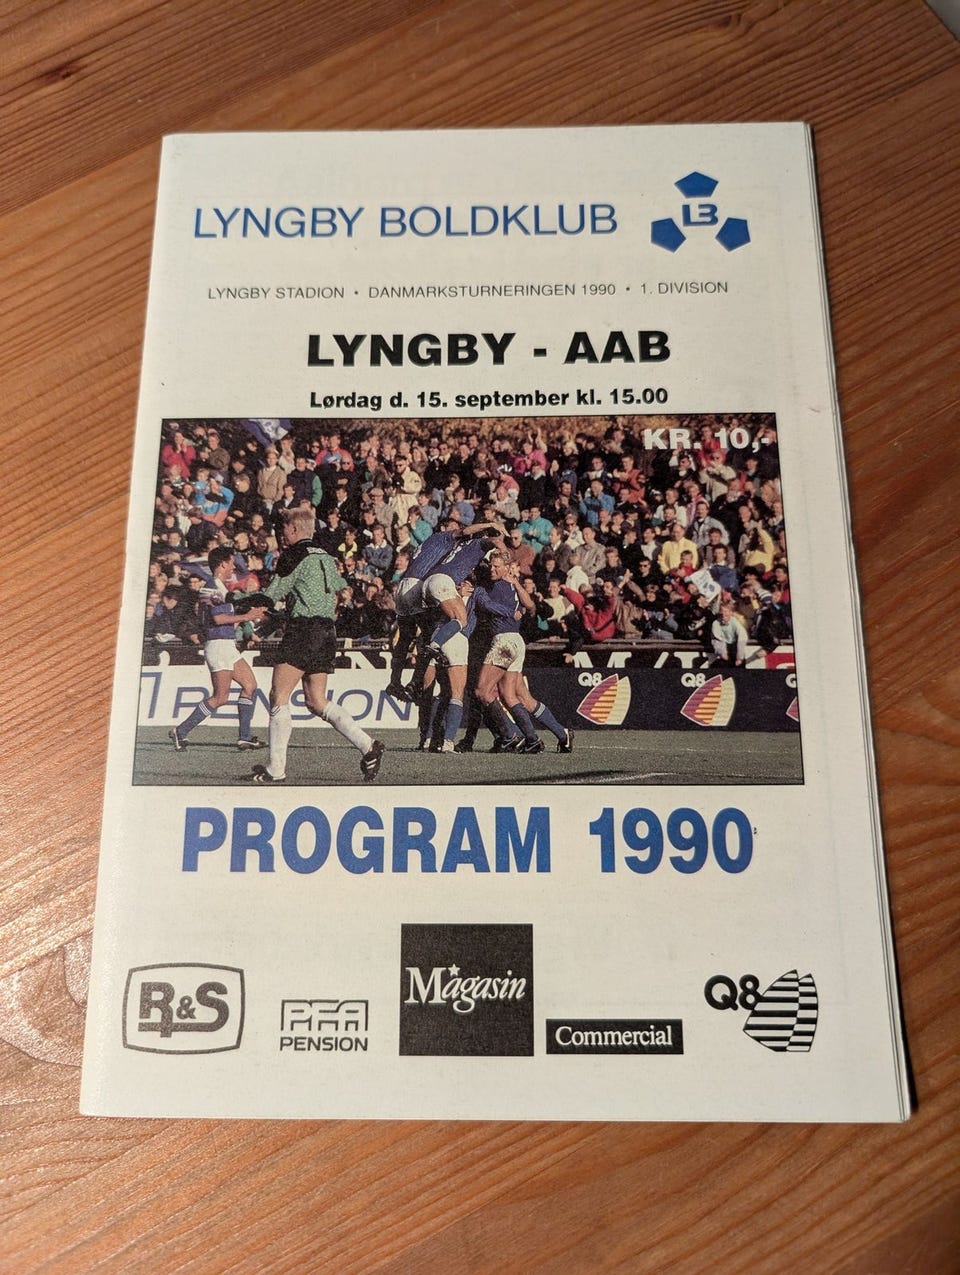 LYNGBY BOLDKLUB
LB
LYNGBY STADION • DANMARKSTURNERINGEN 1990 • 1. DIVISION
LYNGBY - AAB
Lørdag d. 15. september kl. 15.00
KR. 10,-
1
PENSION
Q8
Q8
PROGRAM 1990
R&S
PFA
PENSION
Magasin
Commercial
Q8